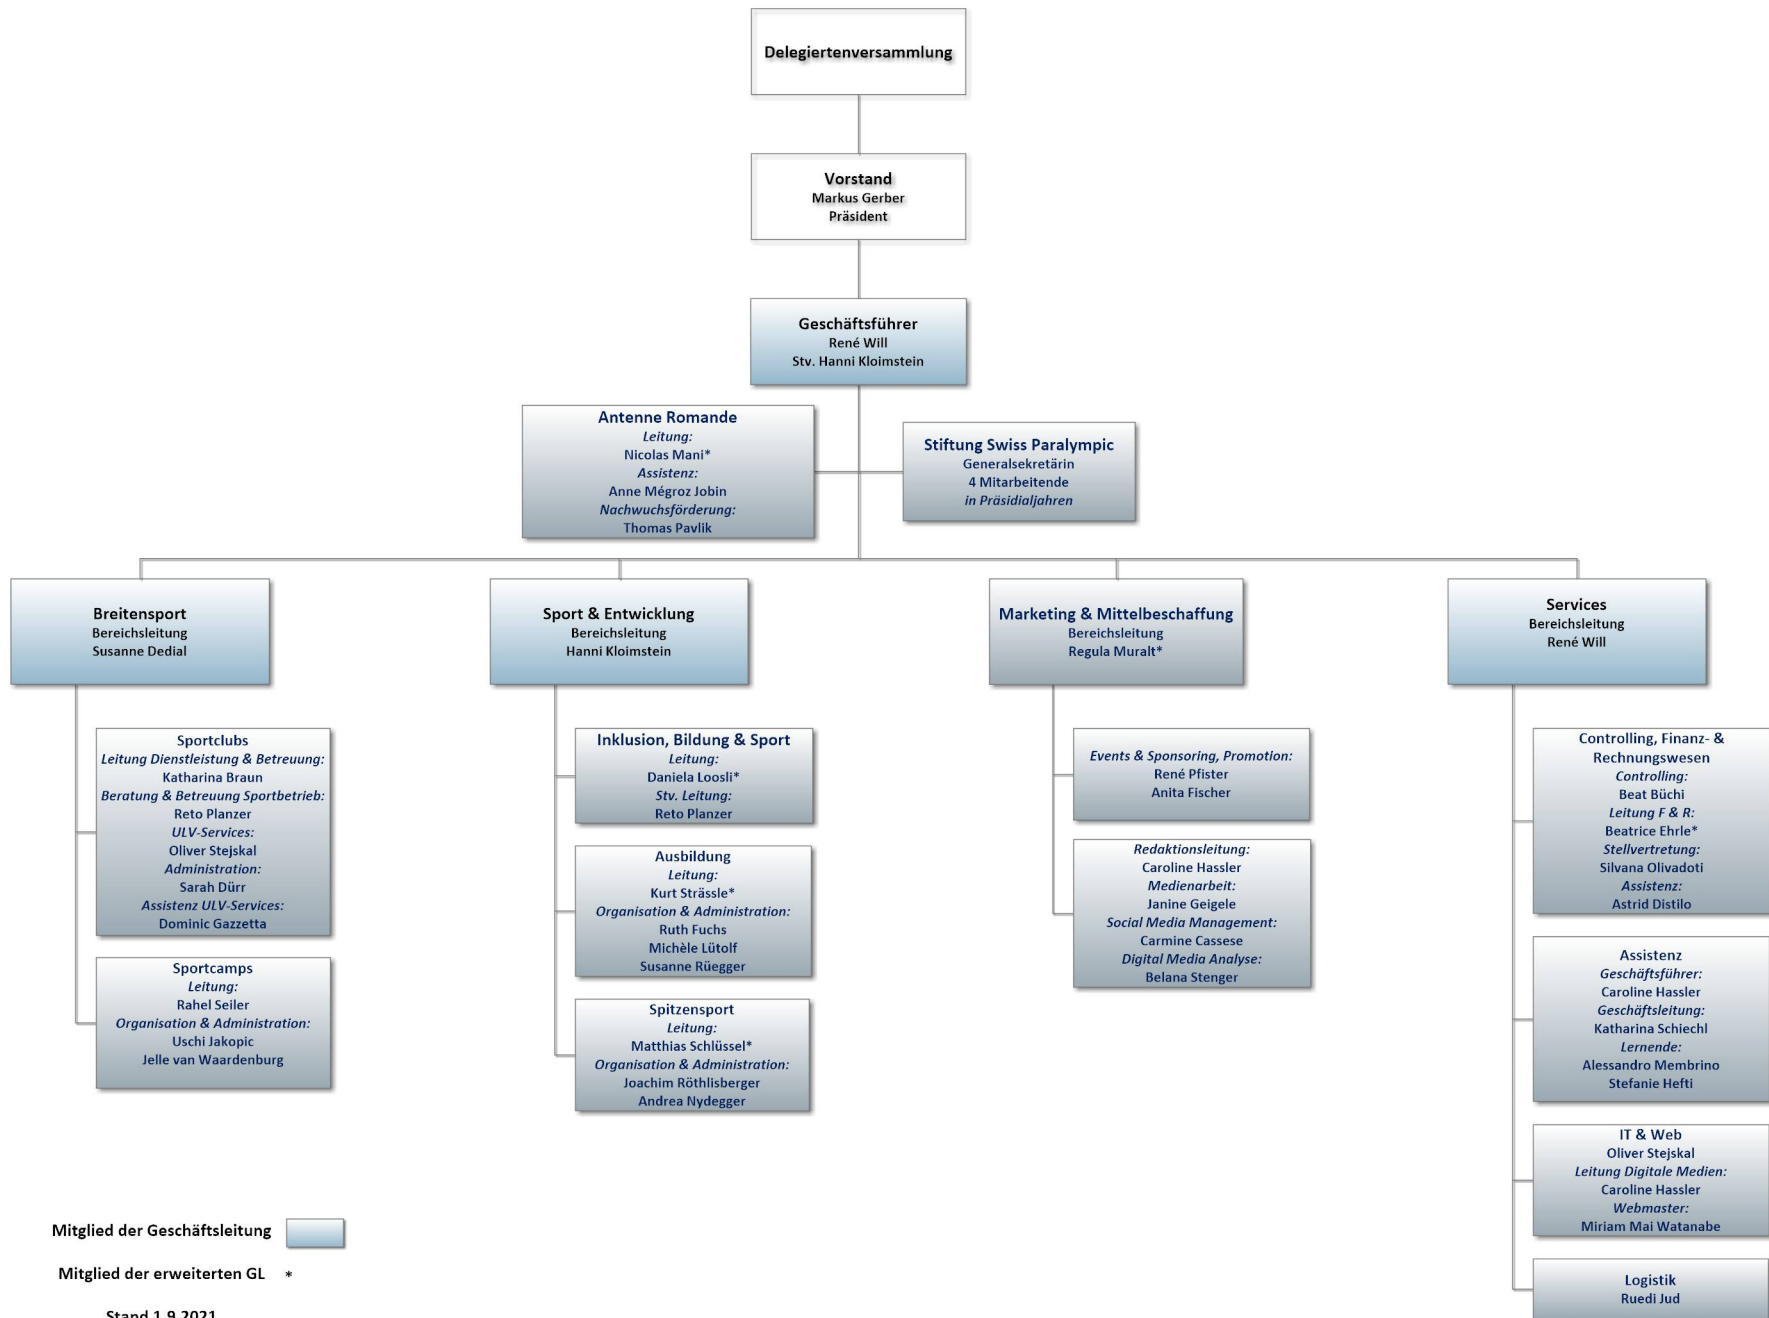 Delegiertenversammlung
Vorstand
Markus Gerber
Präsident
Geschäftsführer
René Will
Stv. Hanni Kloimstein
Antenne Romande
Leitung:
Nicolas Mani*
Assistenz:
Anne Mégroz Jobin
Nachwuchsförderung:
Thomas Pavlik
Stiftung Swiss Paralympic
Generalsekretärin
4 Mitarbeitende
in Präsidialjahren
Breitensport
Bereichsleitung
Susanne Dedial
Sport & Entwicklung
Bereichsleitung
Hanni Kloimstein
Marketing & Mittelbeschaffung
Bereichsleitung
Regula Muralt*
Services
Bereichsleitung
René Will
Sportclubs
Leitung Dienstleistung & Betreuung:
Katharina Braun
Beratung & Betreuung Sportbetrieb:
Reto Planzer
ULV-Services:
Oliver Stejskal
Administration:
Sarah Dürr
Assistenz ULV-Services:
Dominic Gazzetta
Sportcamps
Leitung:
Rahel Seiler
Organisation & Administration:
Uschi Jakopic
Jelle van Waardenburg
Inklusion, Bildung & Sport
Leitung:
Daniela Loosli*
Stv. Leitung:
Reto Planzer
Ausbildung
Leitung:
Kurt Strässle*
Organisation & Administration:
Ruth Fuchs
Michèle Lütolf
Susanne Rüegger
Spitzensport
Leitung:
Matthias Schlüssel*
Organisation & Administration:
Joachim Röthlisberger
Andrea Nydegger
Events & Sponsoring, Promotion:
René Pfister
Anita Fischer
Redaktionsleitung:
Caroline Hassler
Medienarbeit:
Janine Geigele
Social Media Management:
Carmine Cassese
Digital Media Analyse:
Belana Stenger
Controlling, Finanz- &
Rechnungswesen
Controlling:
Beat Büchi
Leitung F & R:
Beatrice Ehrle*
Stellvertretung:
Silvana Olivadoti
Assistenz:
Astrid Distilo
Assistenz
Geschäftsführer:
Caroline Hassler
Geschäftsleitung:
Katharina Schiechl
Lernende:
Alessandro Membrino
Stefanie Hefti
IT & Web
Oliver Stejskal
Leitung Digitale Medien:
Caroline Hassler
Webmaster:
Miriam Mai Watanabe
Logistik
Ruedi Jud
Mitglied der Geschäftsleitung
Mitglied der erweiterten GL *
Stand 1.9.2021